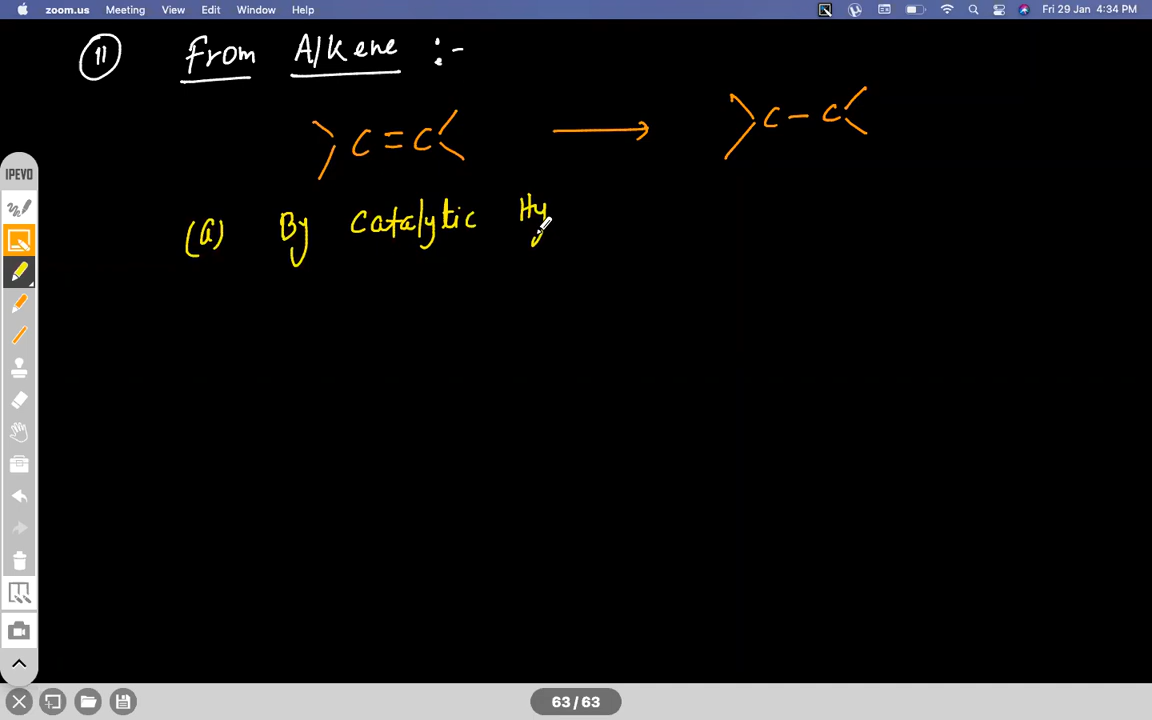 zoom.us Meeting View Edit Window Help Fri 29 Jan 4:34 PM
(11) From Alkene :-
>C=C< → >C-C<
(a) By Catalytic Hy
IPEVO
63/63